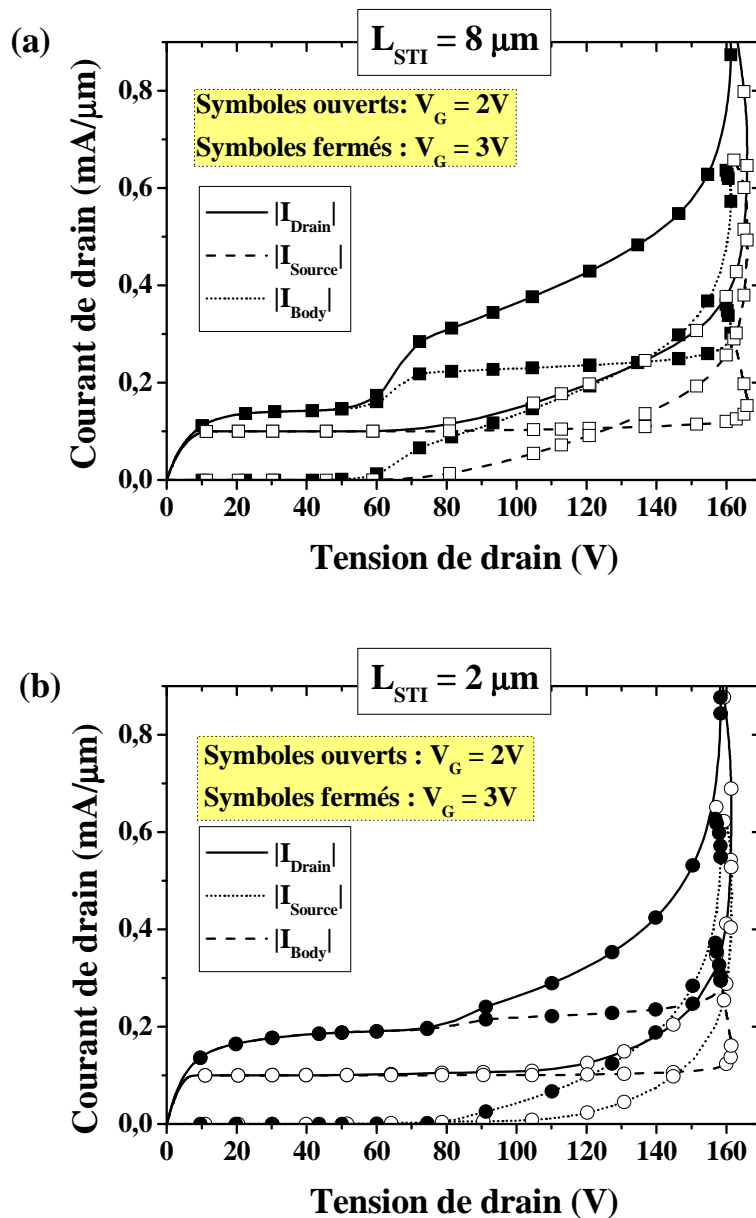 (a)
L_STI = 8 µm
Symboles ouverts: V_G = 2V
Symboles fermés : V_G = 3V
|I_Drain|
|I_Source|
|I_Body|
Courant de drain (mA/µm)
0,8
0,6
0,4
0,2
0,0
0 20 40 60 80 100 120 140 160
Tension de drain (V)
(b)
L_STI = 2 µm
Symboles ouverts : V_G = 2V
Symboles fermés : V_G = 3V
|I_Drain|
|I_Source|
|I_Body|
Courant de drain (mA/µm)
0,8
0,6
0,4
0,2
0,0
0 20 40 60 80 100 120 140 160
Tension de drain (V)